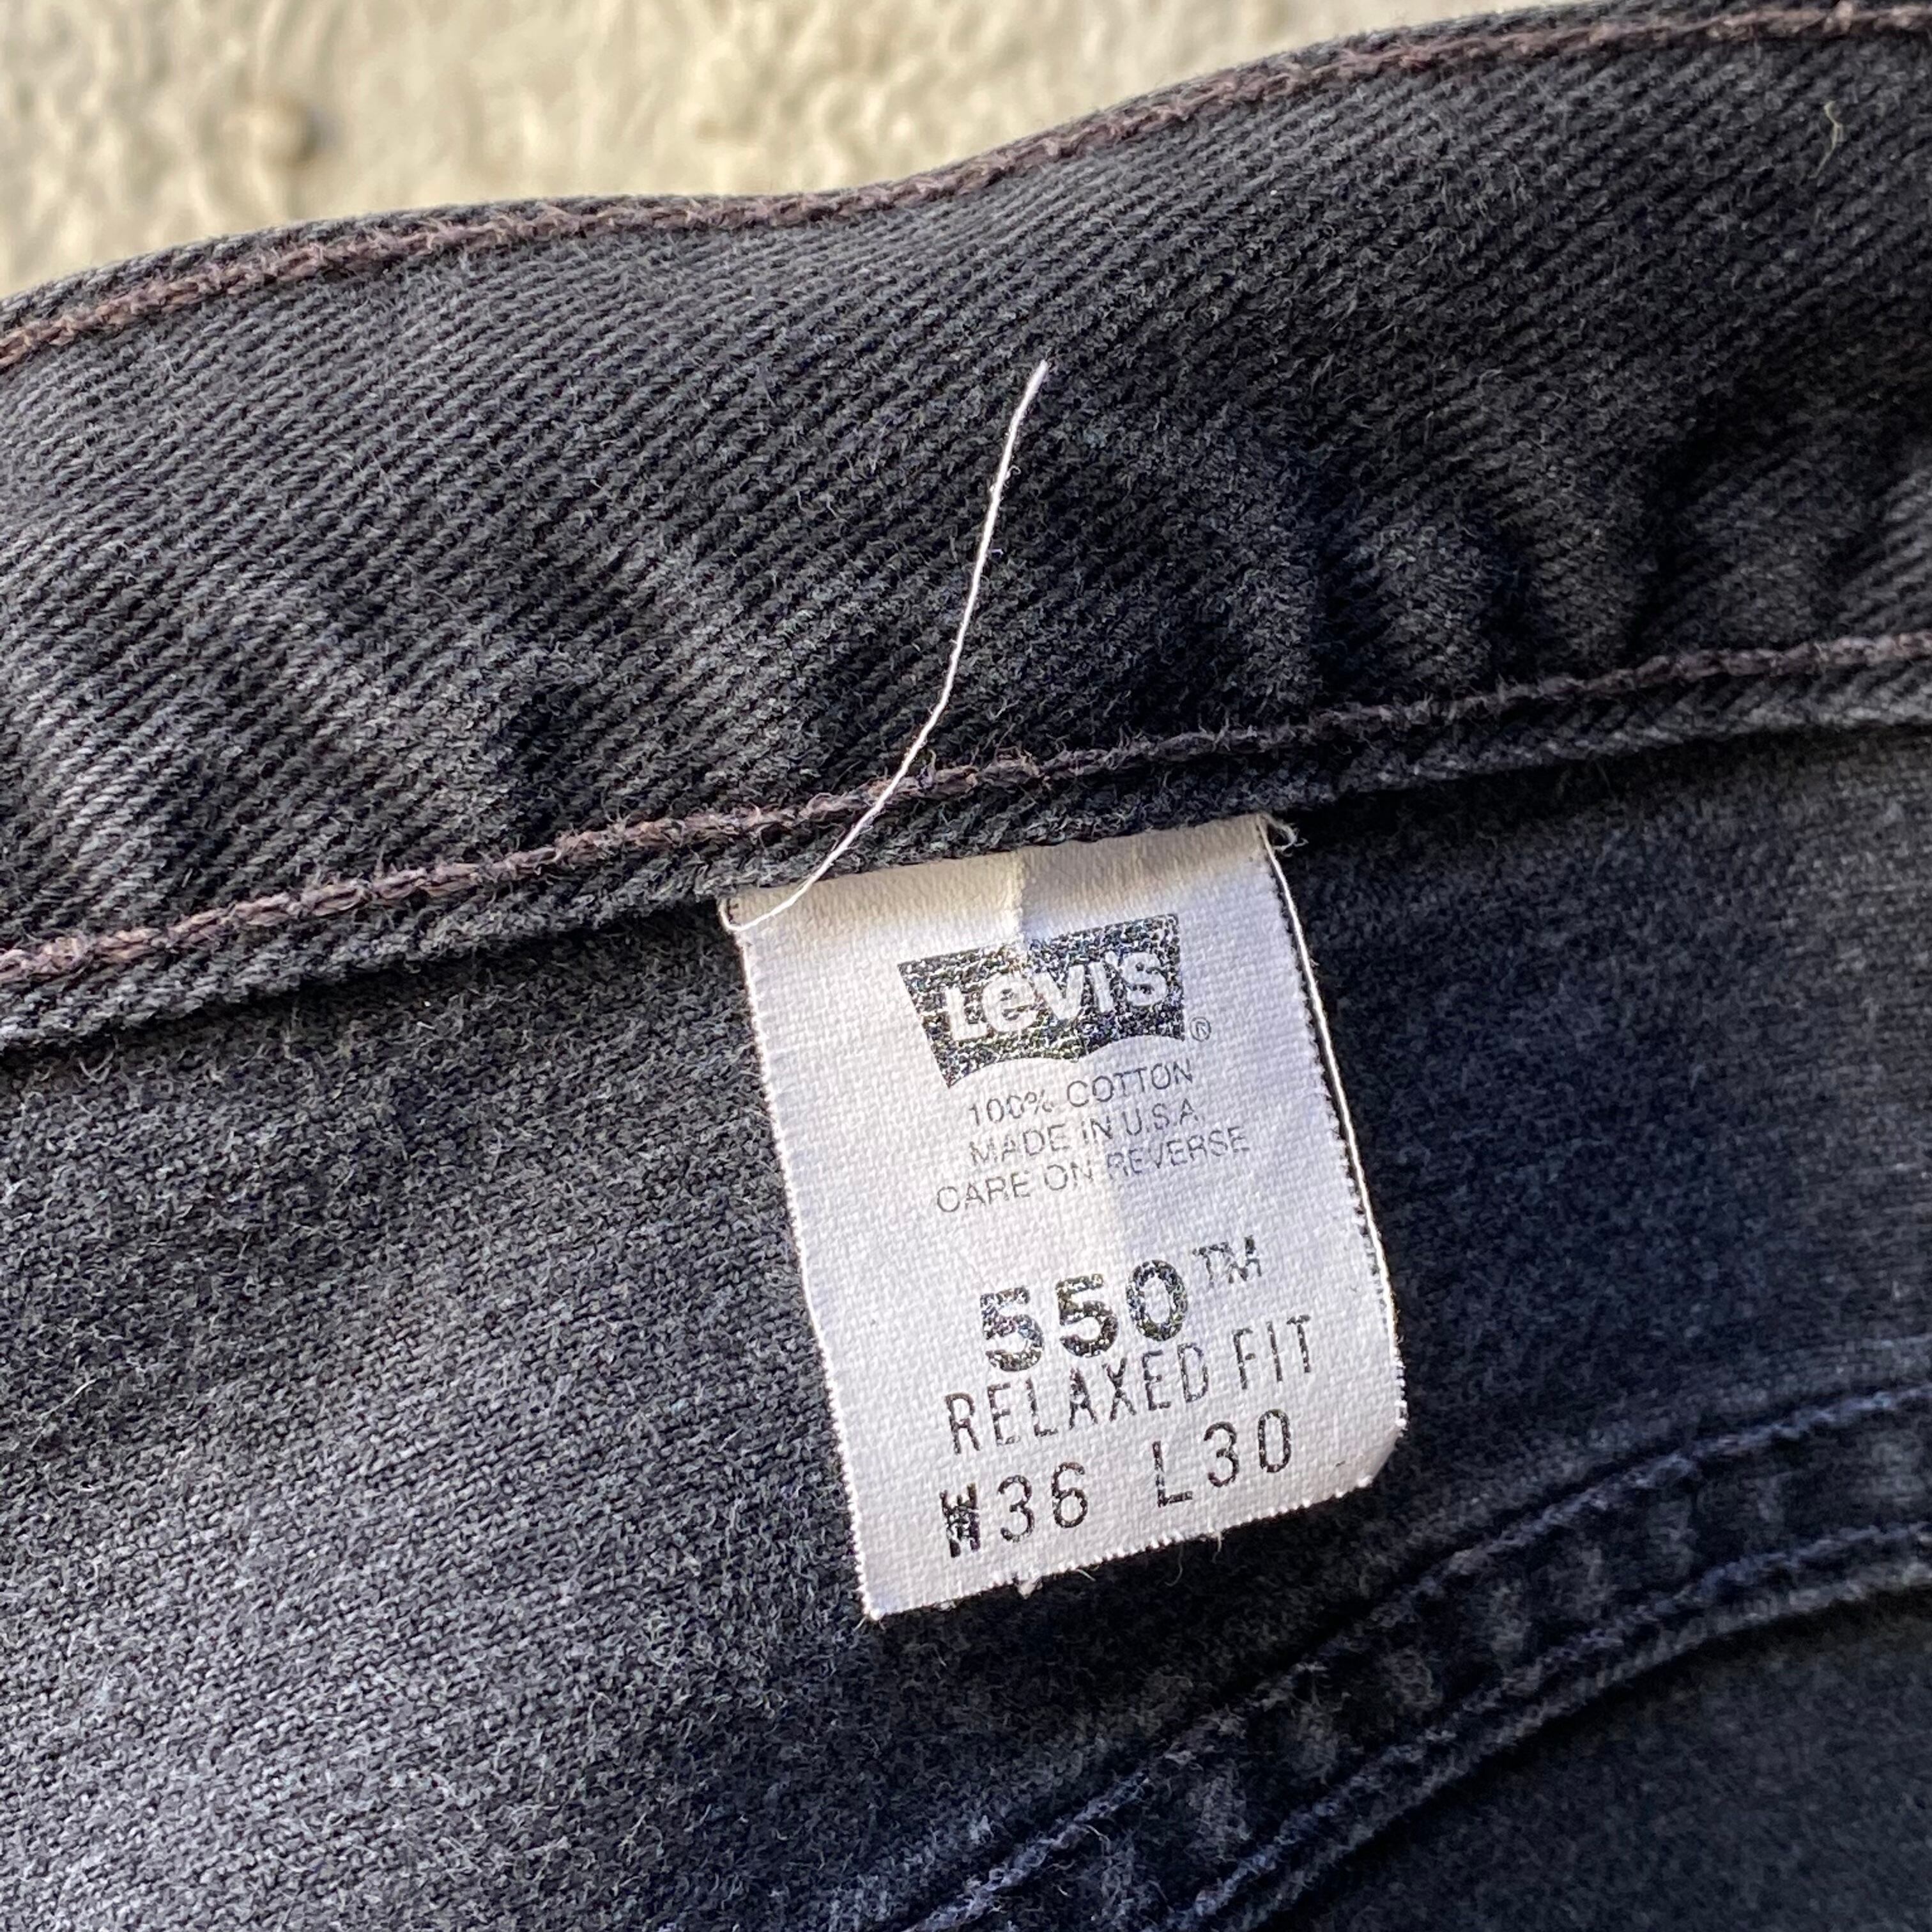 Levi's ®
100% COTTON
MADE IN U.S.A.
CARE ON REVERSE
550™
RELAXED FIT
W36 L30